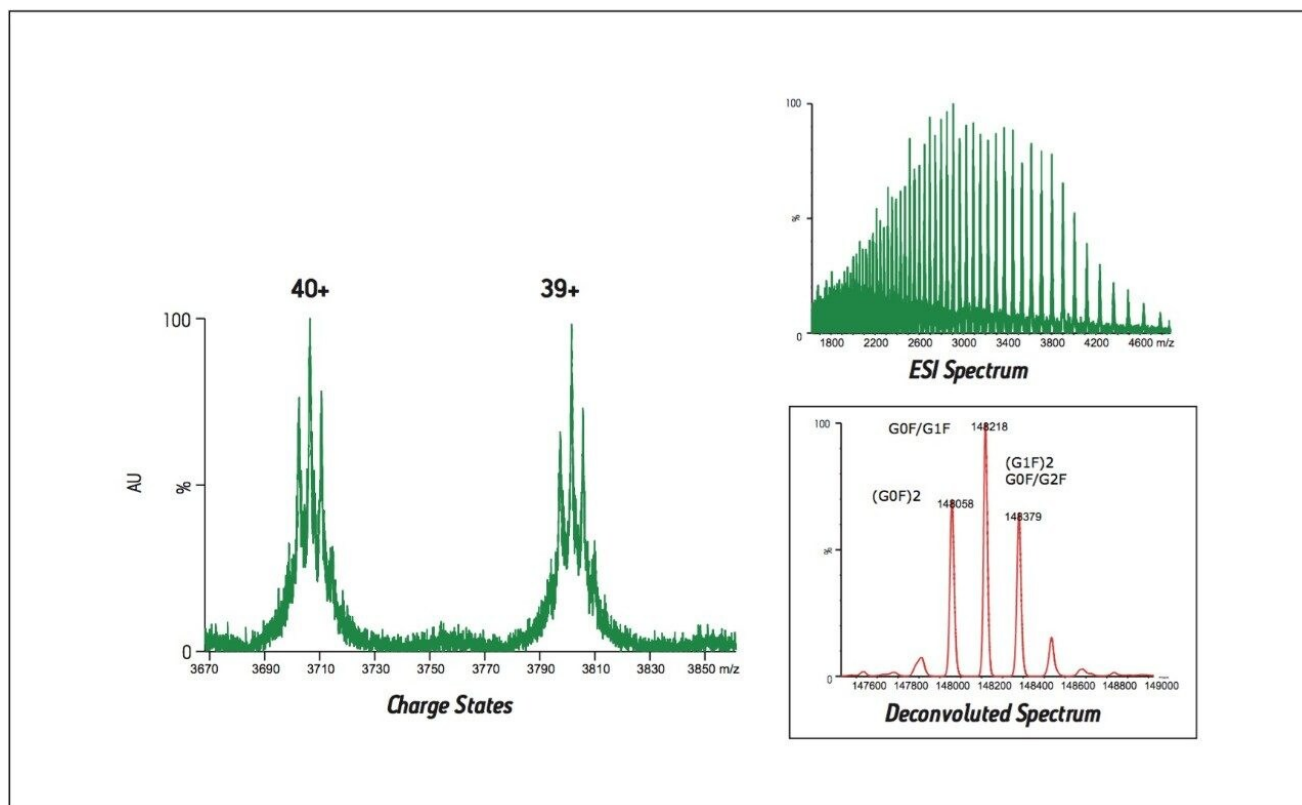 40+ 39+
100
AU
%
0
3670 3690 3710 3730 3750 3770 3790 3810 3830 3850 m/z
Charge States
100
%
0
1800 2200 2600 3000 3400 3800 4200 4600 m/z
ESI Spectrum
100
G0F/G1F
148218
(G1F)2
G0F/G2F
(G0F)2
148058
148379
%
0
147600 147800 148000 148200 148400 148600 148800 149000
Deconvoluted Spectrum